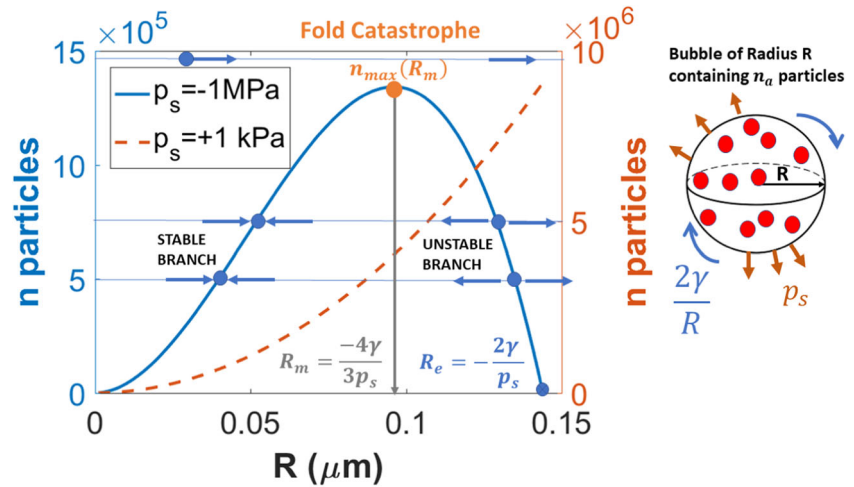 Fold Catastrophe
×10⁵
×10⁶
15
10
5
0
n particles
p_s=-1MPa
p_s=+1 kPa
n_max(R_m)
STABLE
BRANCH
UNSTABLE
BRANCH
R_m = -4γ/3p_s
R_e = -2γ/p_s
0
0.05
0.1
0.15
R (μm)
10
5
0
n particles
Bubble of Radius R
containing n_a particles
R
2γ/R
p_s